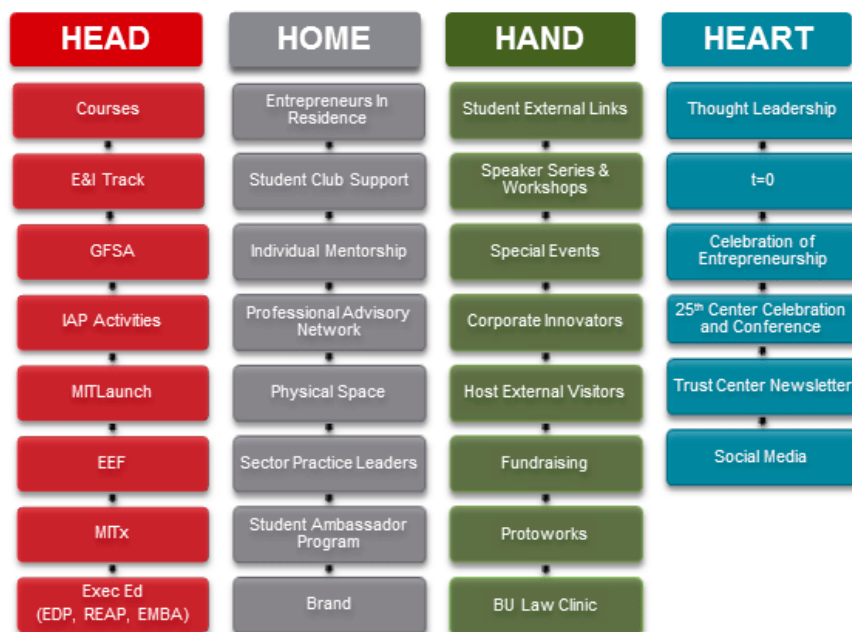 HEAD
Courses
E&I Track
GFSA
IAP Activities
MITLaunch
EEF
MITx
Exec Ed
(EDP, REAP, EMBA)
HOME
Entrepreneurs In
Residence
Student Club Support
Individual Mentorship
Professional Advisory
Network
Physical Space
Sector Practice Leaders
Student Ambassador
Program
Brand
HAND
Student External Links
Speaker Series &
Workshops
Special Events
Corporate Innovators
Host External Visitors
Fundraising
Protoworks
BU Law Clinic
HEART
Thought Leadership
t=0
Celebration of
Entrepreneurship
25th Center Celebration
and Conference
Trust Center Newsletter
Social Media